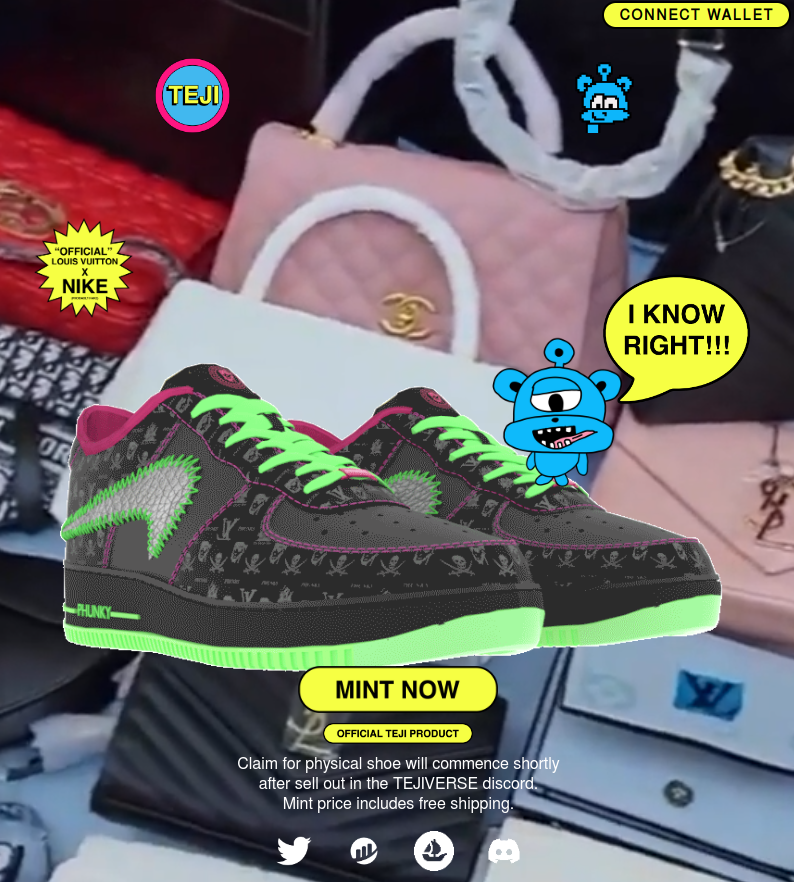 CONNECT WALLET
TEJI
"OFFICIAL"
LOUIS VUITTON
X
NIKE
I KNOW
RIGHT!!!
PHUNKY
MINT NOW
OFFICIAL TEJI PRODUCT
Claim for physical shoe will commence shortly
after sell out in the TEJIVERSE discord.
Mint price includes free shipping.